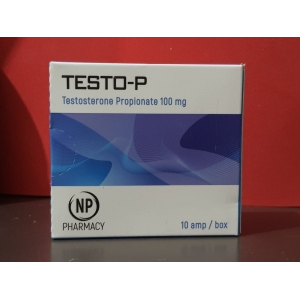 TESTO-P
Testosterone Propionate 100 mg
NP
PHARMACY
10 amp / box